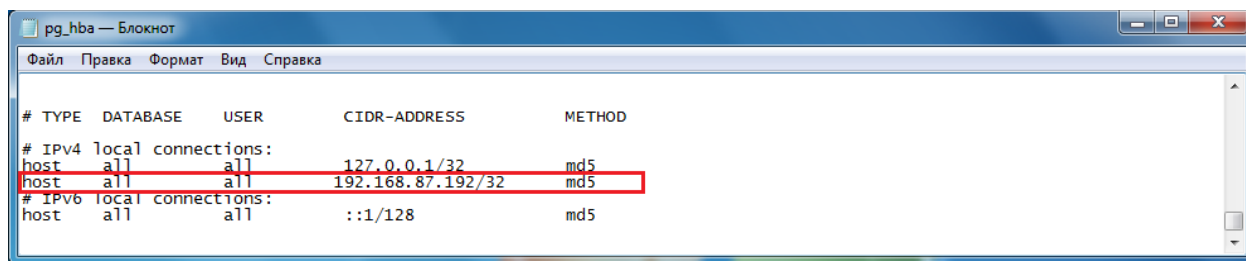 pg_hba — Блокнот
Файл Правка Формат Вид Справка
# TYPE DATABASE USER CIDR-ADDRESS METHOD
# IPv4 local connections:
host all all 127.0.0.1/32 md5
host all all 192.168.87.192/32 md5
# IPv6 local connections:
host all all ::1/128 md5